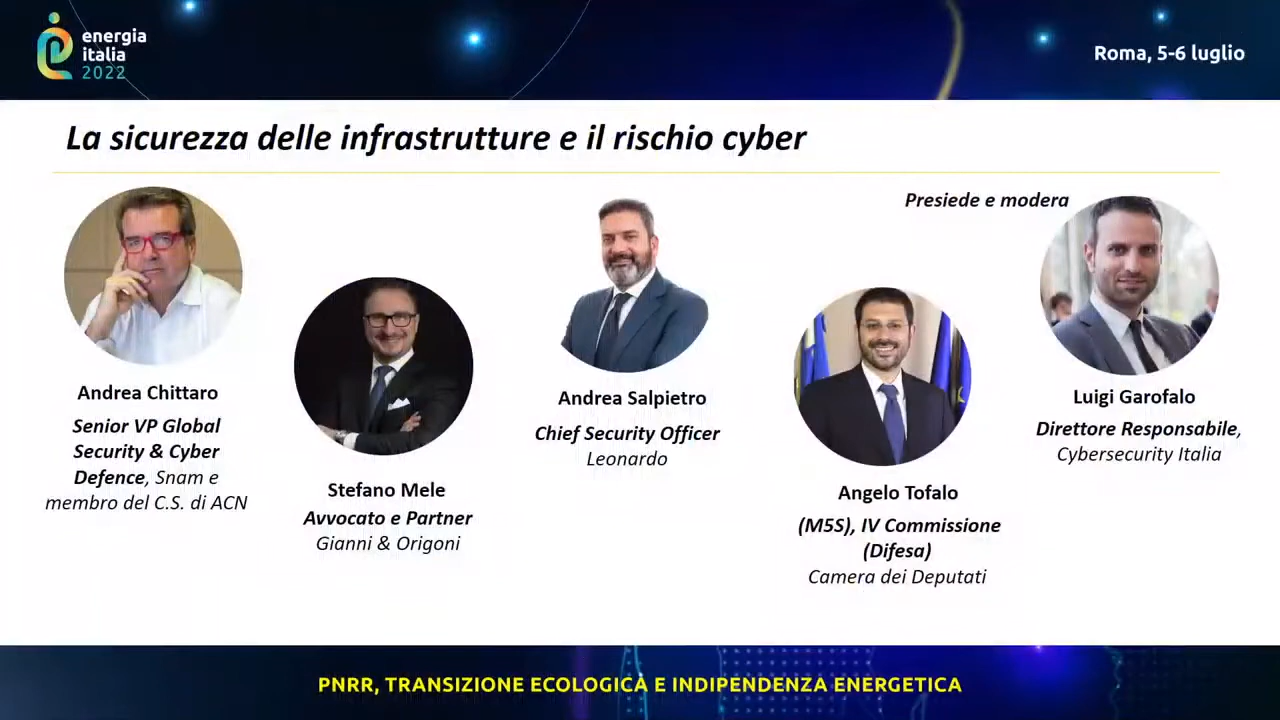 energia
italia
2022
Roma, 5-6 luglio
La sicurezza delle infrastrutture e il rischio cyber
Andrea Chittaro
Senior VP Global
Security & Cyber
Defence, Snam e
membro del C.S. di ACN
Stefano Mele
Avvocato e Partner
Gianni & Origoni
Andrea Salpietro
Chief Security Officer
Leonardo
Angelo Tofalo
(M5S), IV Commissione
(Difesa)
Camera dei Deputati
Presiede e modera
Luigi Garofalo
Direttore Responsabile,
Cybersecurity Italia
PNRR, TRANSIZIONE ECOLOGICA E INDIPENDENZA ENERGETICA